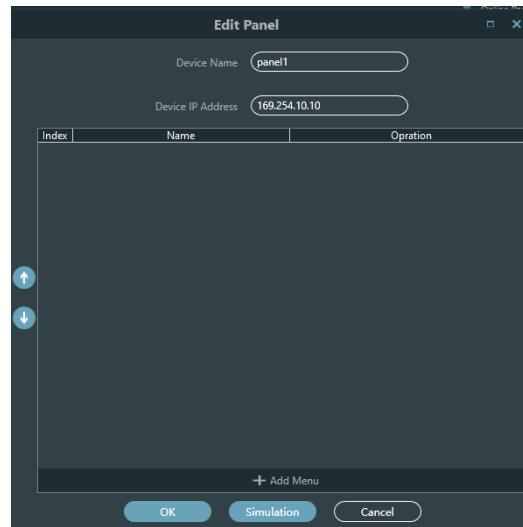 Edit Panel
Device Name panel1
Device IP Address 169.254.10.10
Index Name Opration
Add Menu
OK Simulation Cancel